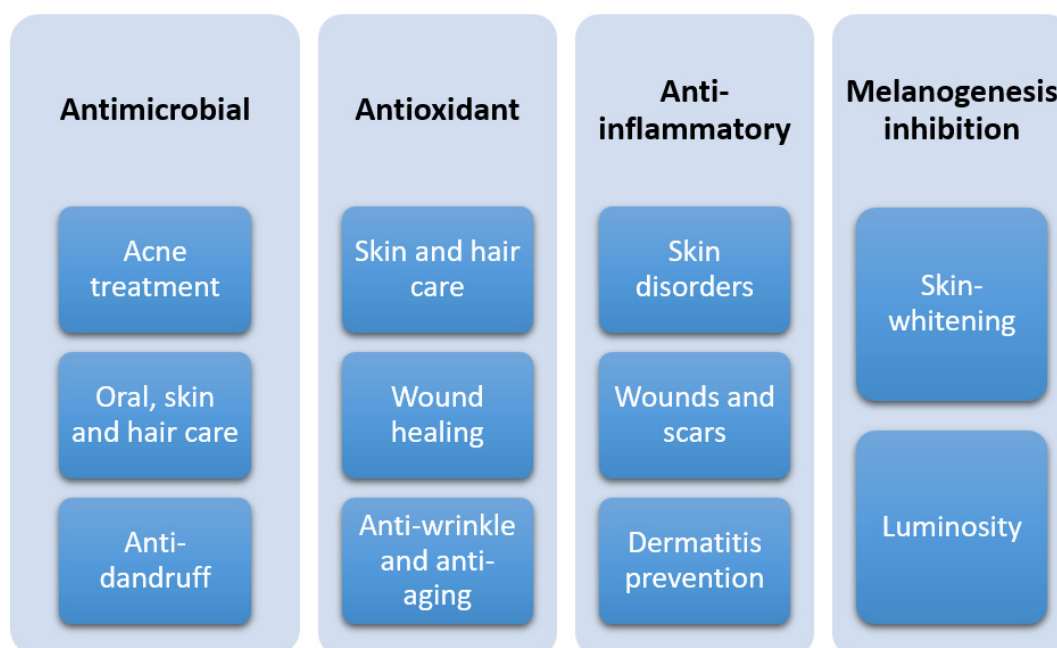 Antimicrobial
Acne
treatment
Oral, skin
and hair care
Anti-
dandruff
Antioxidant
Skin and hair
care
Wound
healing
Anti-wrinkle
and anti-
aging
Anti-
inflammatory
Skin
disorders
Wounds and
scars
Dermatitis
prevention
Melanogenesis
inhibition
Skin-
whitening
Luminosity